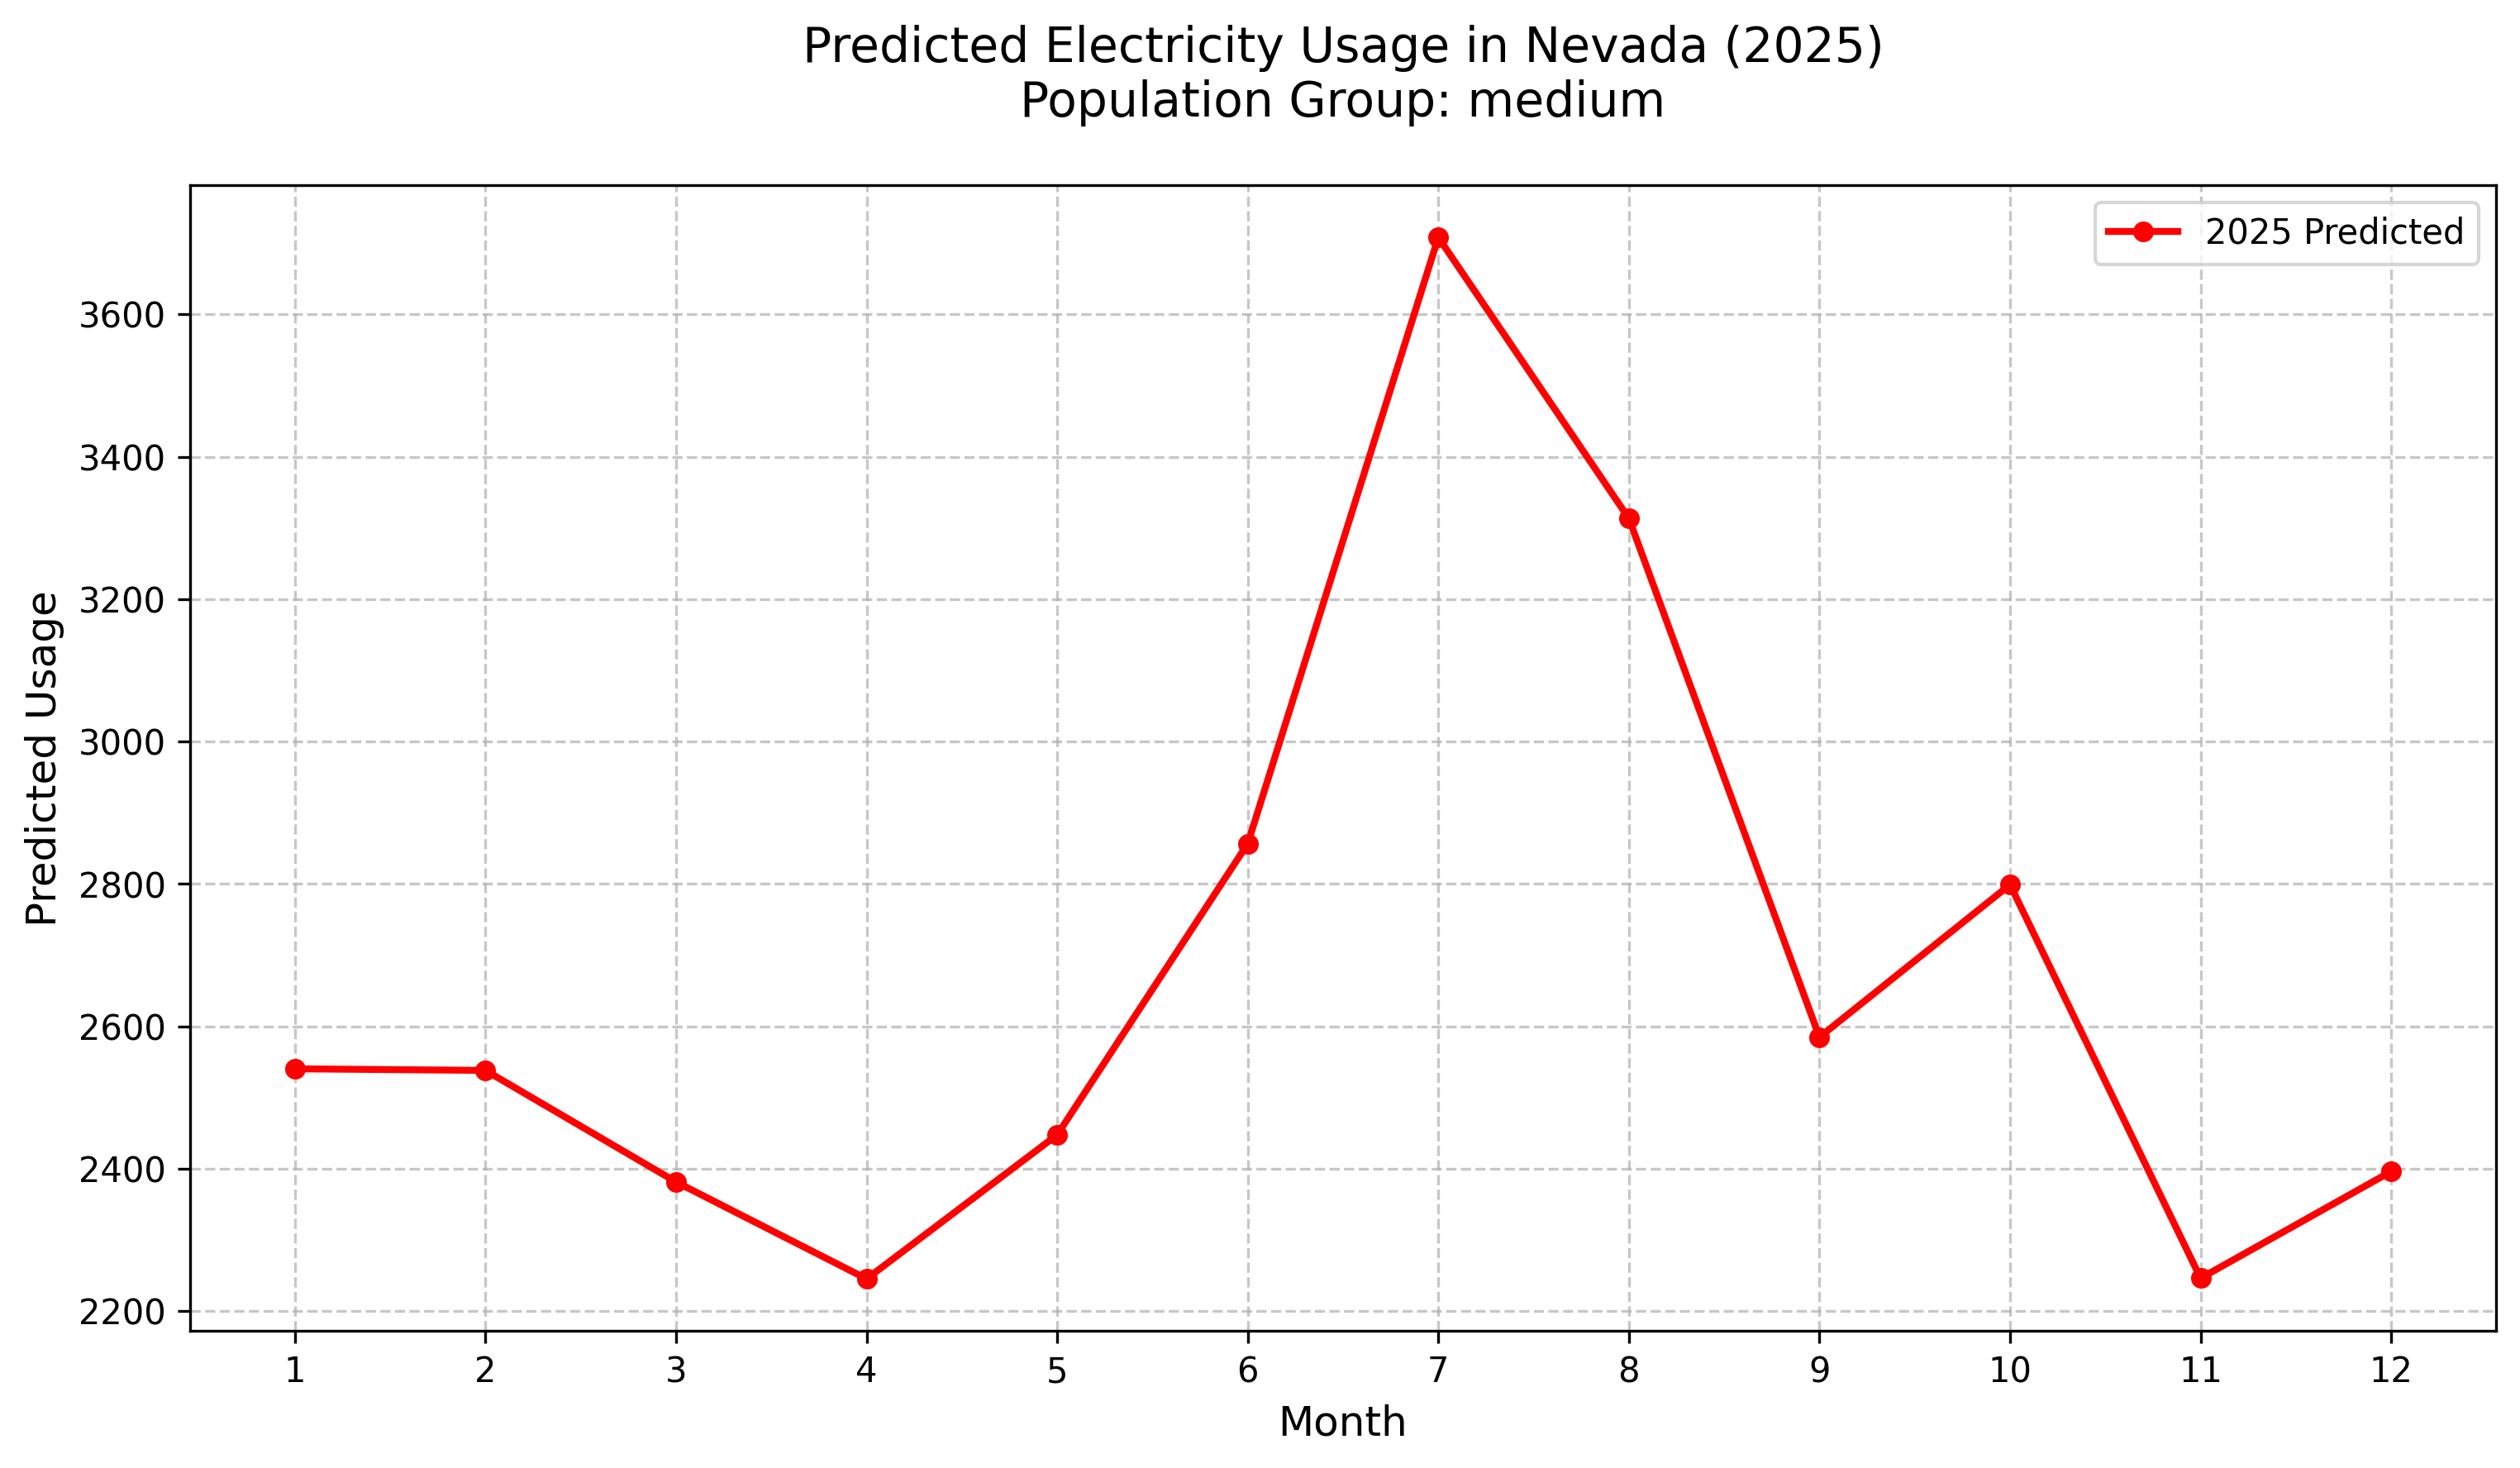 Predicted Electricity Usage in Nevada (2025)
Population Group: medium
2025 Predicted
Predicted Usage
3600
3400
3200
3000
2800
2600
2400
2200
1 2 3 4 5 6 7 8 9 10 11 12
Month